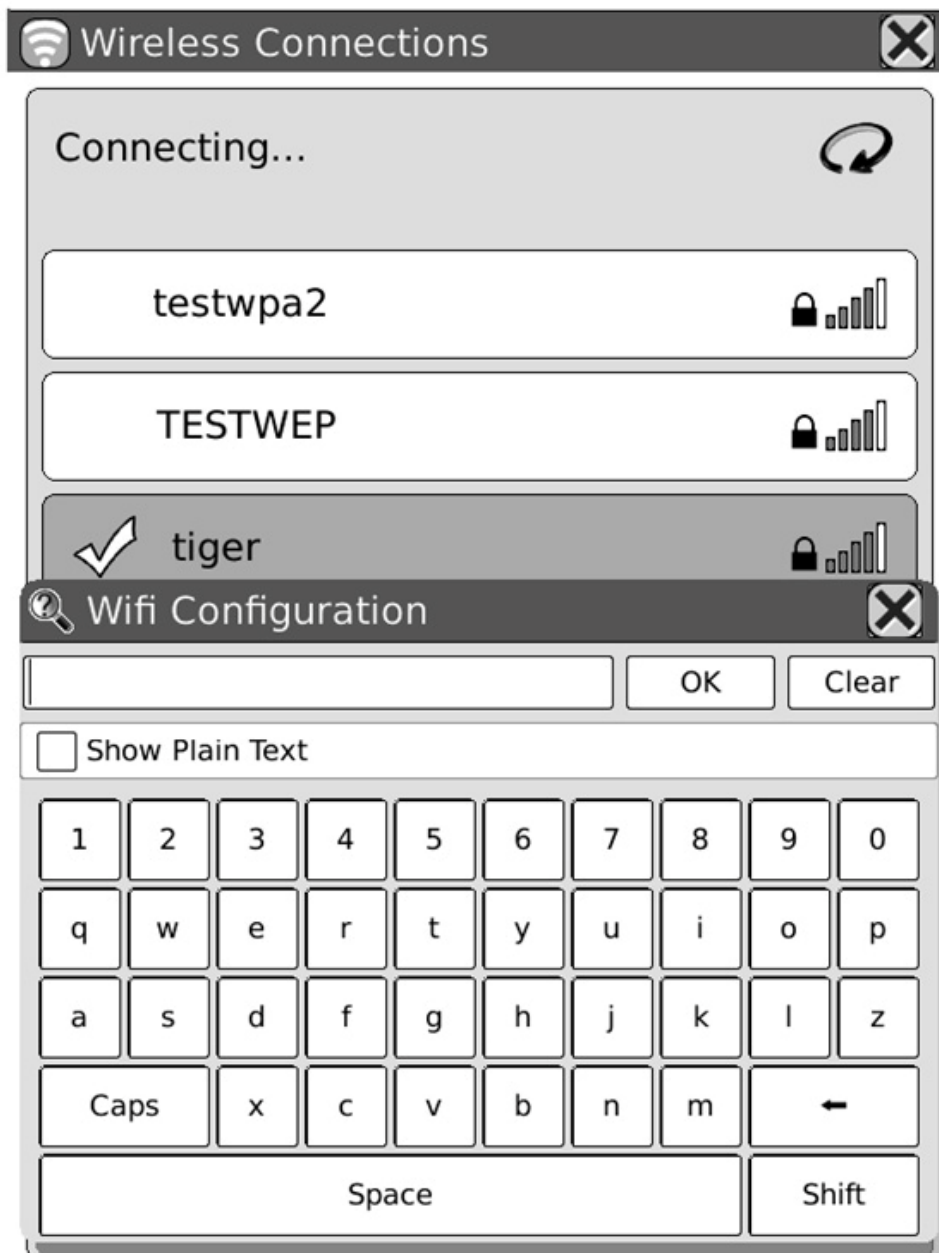 Wireless Connections
Connecting...
testwpa2
TESTWEP
tiger
Wifi Configuration
OK Clear
Show Plain Text
1 2 3 4 5 6 7 8 9 0
q w e r t y u i o p
a s d f g h j k l z
Caps x c v b n m
Space Shift